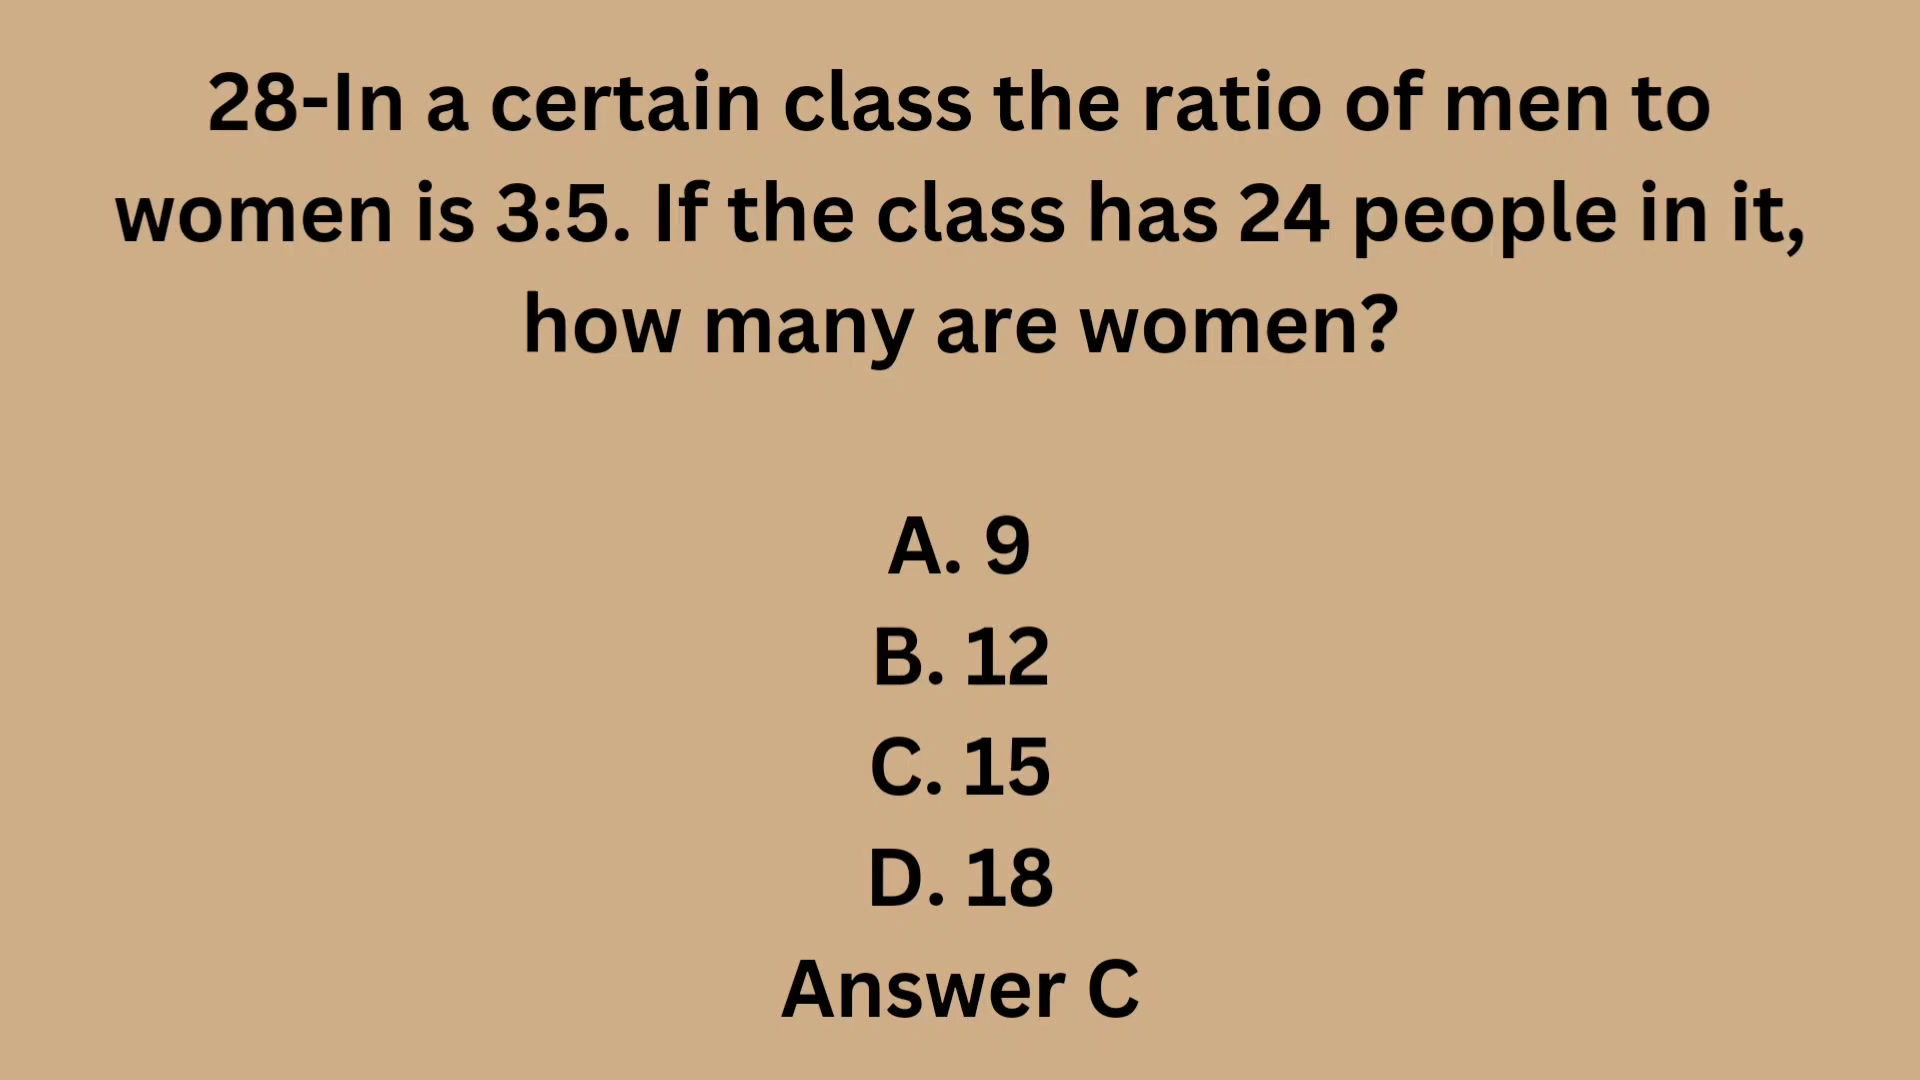 28-In a certain class the ratio of men to
women is 3:5. If the class has 24 people in it,
how many are women?
A. 9
B. 12
C. 15
D. 18
Answer C